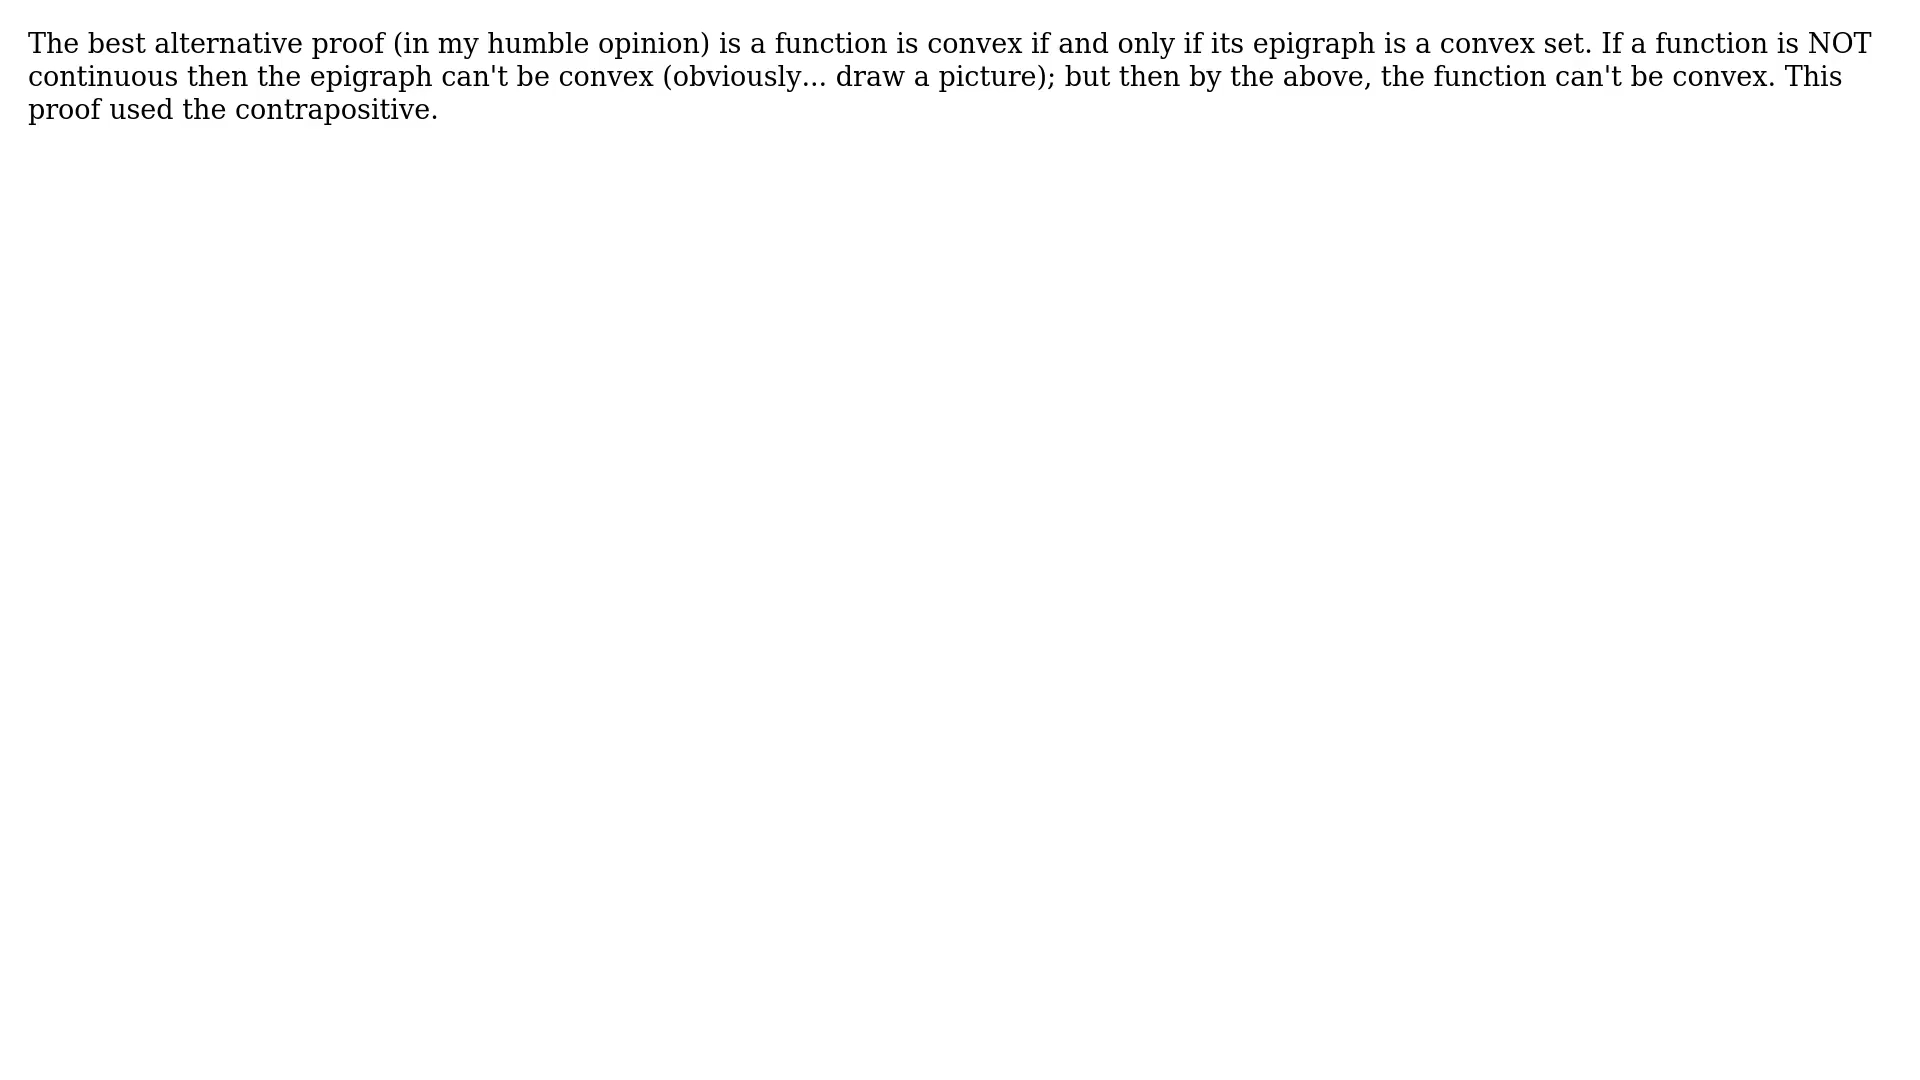 The best alternative proof (in my humble opinion) is a function is convex if and only if its epigraph is a convex set. If a function is NOT
continuous then the epigraph can't be convex (obviously... draw a picture); but then by the above, the function can't be convex. This
proof used the contrapositive.